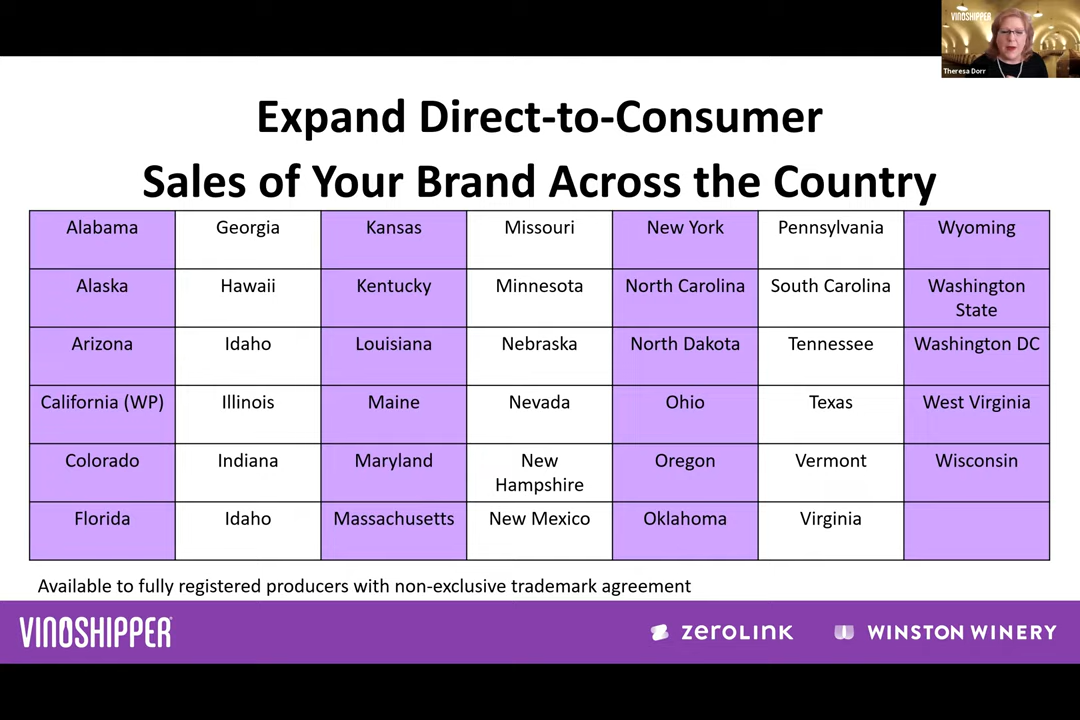 VINOSHIPPER
Theresa Dorr
Expand Direct-to-Consumer
Sales of Your Brand Across the Country
Alabama Georgia Kansas Missouri New York Pennsylvania Wyoming
Alaska Hawaii Kentucky Minnesota North Carolina South Carolina Washington
State
Arizona Idaho Louisiana Nebraska North Dakota Tennessee Washington DC
California (WP) Illinois Maine Nevada Ohio Texas West Virginia
Colorado Indiana Maryland New Oregon Vermont Wisconsin
Hampshire
Florida Idaho Massachusetts New Mexico Oklahoma Virginia
Available to fully registered producers with non-exclusive trademark agreement
VINOSHIPPER zeroLINK WINSTON WINERY